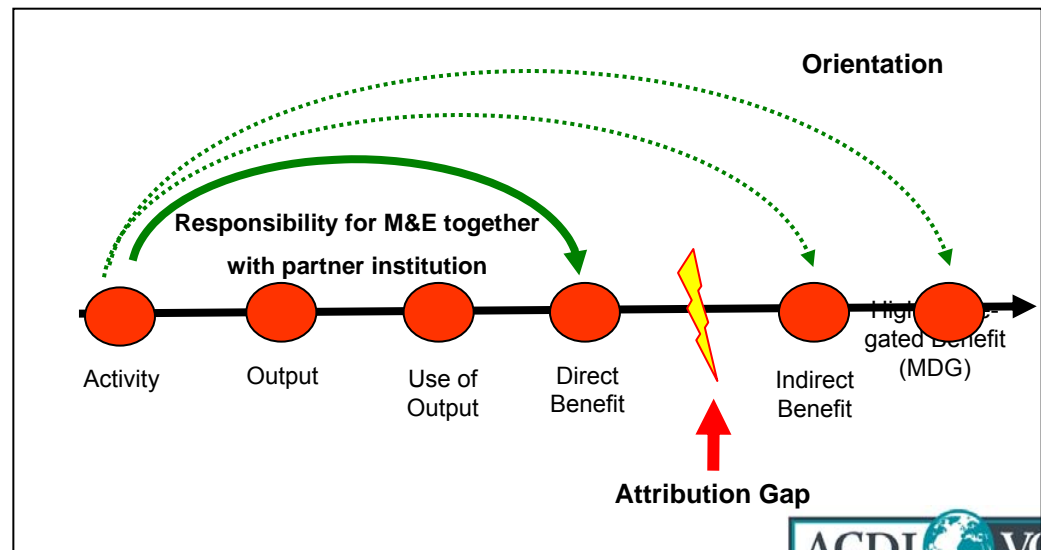 Orientation
Responsibility for M&E together
with partner institution
Activity
Output
Use of
Output
Direct
Benefit
Indirect
Benefit
gated Benefit
(MDG)
Attribution Gap
ACDI